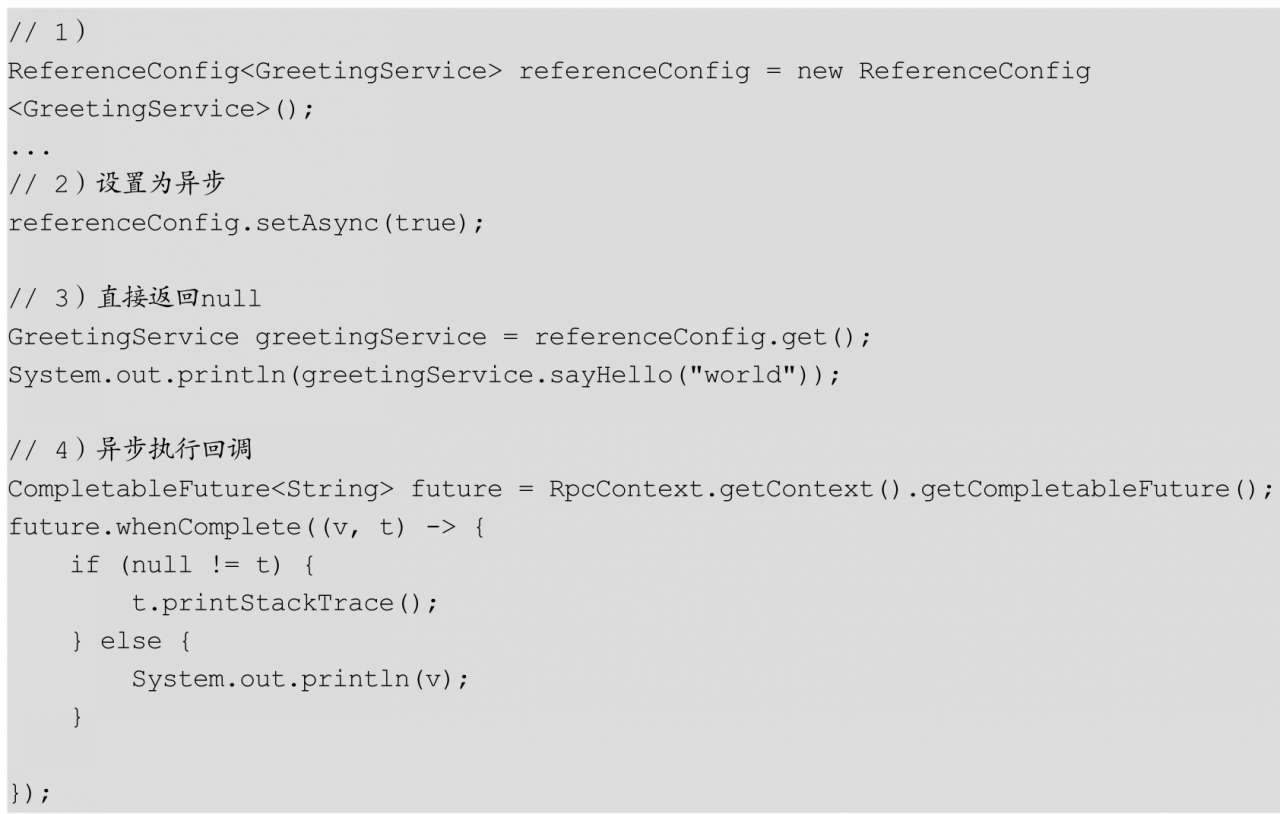 // 1）
ReferenceConfig<GreetingService> referenceConfig = new ReferenceConfig
<GreetingService>();
...
// 2）设置为异步
referenceConfig.setAsync(true);
// 3）直接返回null
GreetingService greetingService = referenceConfig.get();
System.out.println(greetingService.sayHello("world"));
// 4）异步执行回调
CompletableFuture<String> future = RpcContext.getContext().getCompletableFuture();
future.whenComplete((v, t) -> {
    if (null != t) {
        t.printStackTrace();
    } else {
        System.out.println(v);
    }
});